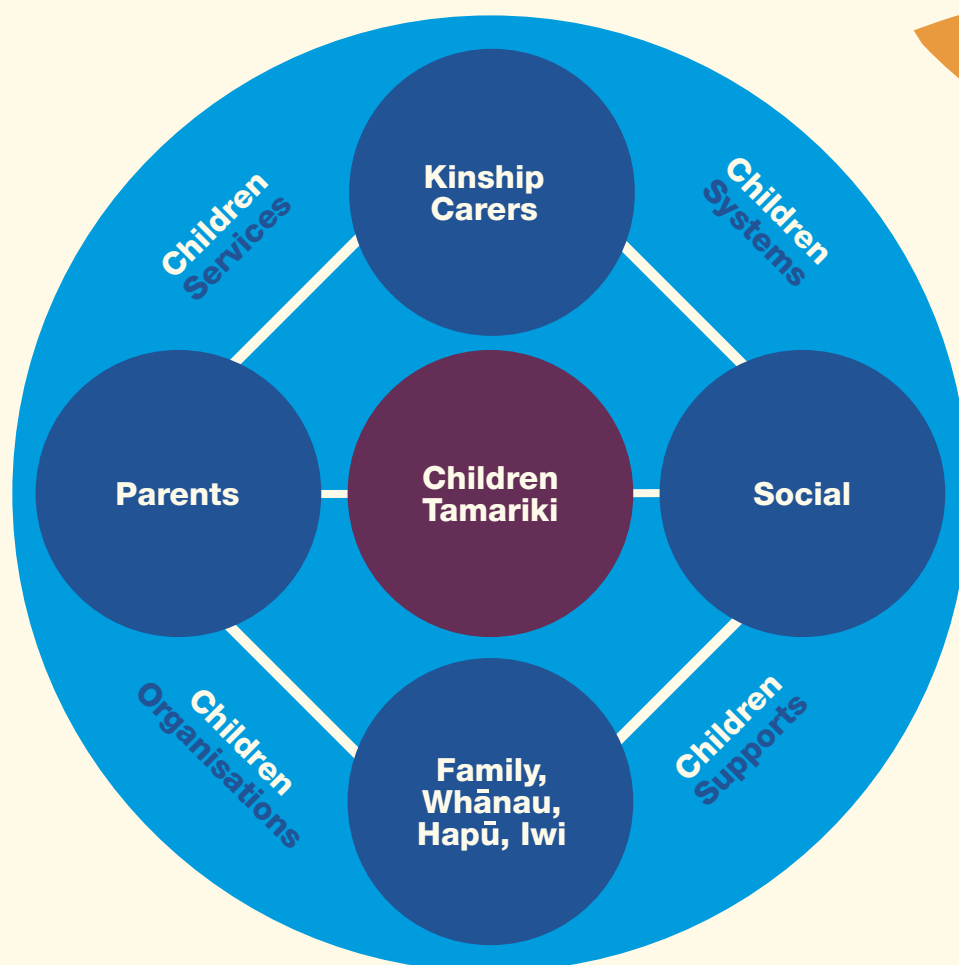 Kinship
Carers
Children
Services
Children
Systems
Parents
Children
Tamariki
Social
Children
Organisations
Family,
Whānau,
Hapū, Iwi
Children
Supports